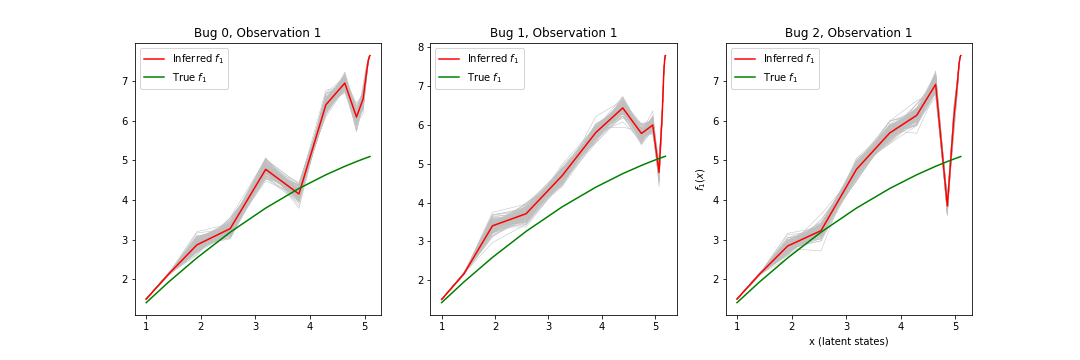 Bug 0, Observation 1
Inferred f₁
True f₁
7
6
5
4
3
2
1 2 3 4 5
Bug 1, Observation 1
Inferred f₁
True f₁
8
7
6
5
4
3
2
1 2 3 4 5
Bug 2, Observation 1
Inferred f₁
True f₁
f₁(x)
7
6
5
4
3
2
1 2 3 4 5
x (latent states)